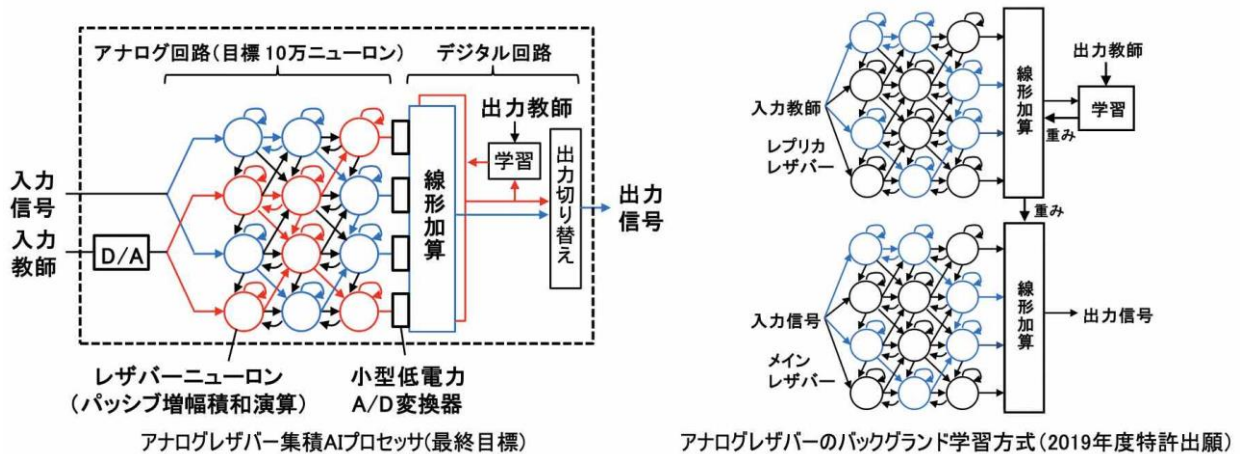 アナログ回路(目標10万ニューロン)
デジタル回路
出力教師
学習
入力
信号
入力
教師
D/A
線形加算
出力切り替え
出力
信号
レザバーニューロン
(パッシブ増幅積和演算)
小型低電力
A/D変換器
アナログレザバー集積AIプロセッサ(最終目標)
出力教師
学習
重み
線形加算
入力教師
レプリカ
レザバー
重み
入力信号
メイン
レザバー
線形加算
出力信号
アナログレザバーのバックグランド学習方式(2019年度特許出願)